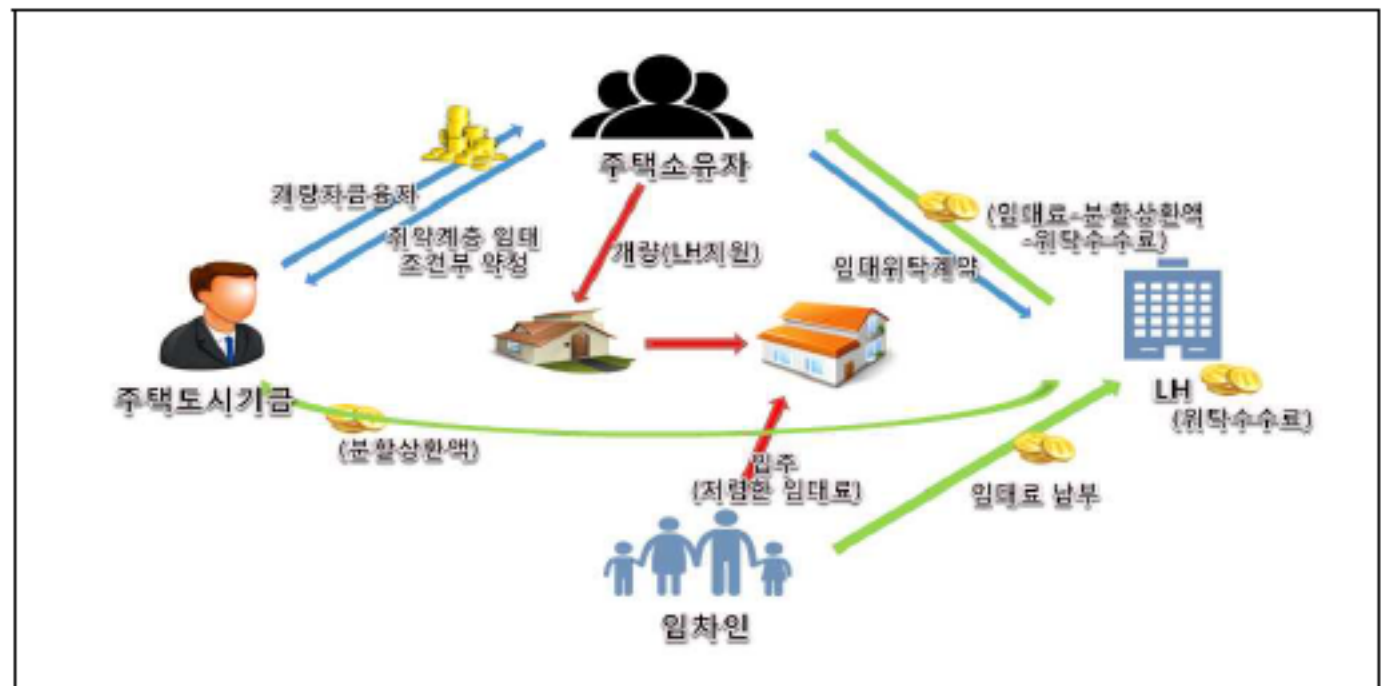 주택소유자
개량자금융자
취약계층 임대
조건부 약정
개량(LH지원)
(임대료-분할상환액
-위탁수수료)
임대위탁계약
주택도시기금
LH
(위탁수수료)
(분할상환액)
입주
(저렴한 임대료)
임대료 납부
임차인